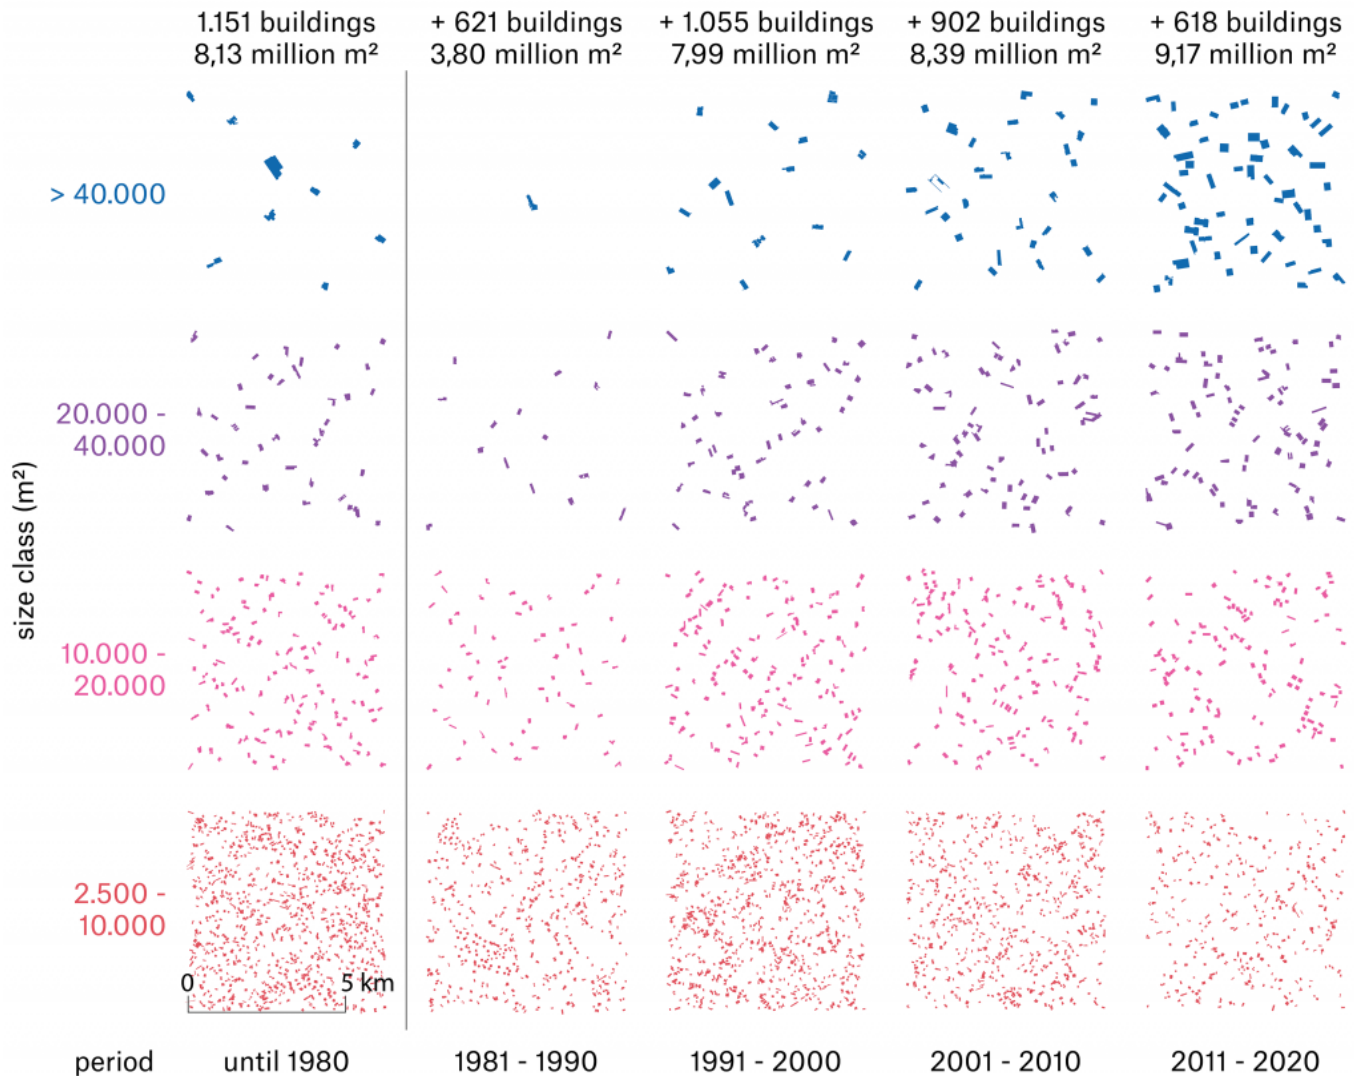 1.151 buildings
8,13 million m²
+ 621 buildings
3,80 million m²
+ 1.055 buildings
7,99 million m²
+ 902 buildings
8,39 million m²
+ 618 buildings
9,17 million m²
size class (m²)
> 40.000
20.000 -
40.000
10.000 -
20.000
2.500 -
10.000
0 5 km
period until 1980 1981 - 1990 1991 - 2000 2001 - 2010 2011 - 2020